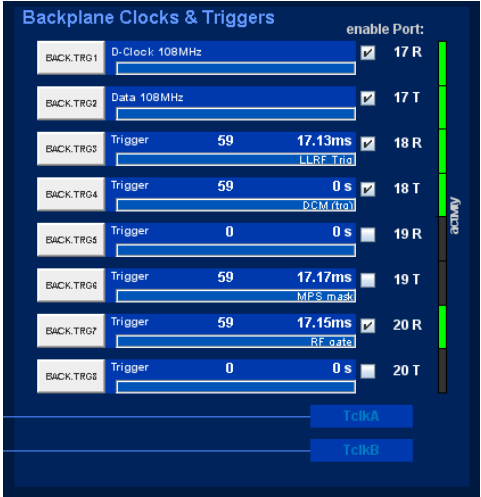 Backplane Clocks & Triggers
enable Port:
BACK.TRG1 D-Clock 108MHz 17 R
BACK.TRG2 Data 108MHz 17 T
BACK.TRG3 Trigger 59 17.13ms 18 R
LLRF Trig
BACK.TRG4 Trigger 59 0 s 18 T
DCM (trg)
BACK.TRG5 Trigger 0 0 s 19 R
BACK.TRG6 Trigger 59 17.17ms 19 T
MPS mask
BACK.TRG7 Trigger 59 17.15ms 20 R
RF gate
BACK.TRG8 Trigger 0 0 s 20 T
activity
TclkA
TclkB